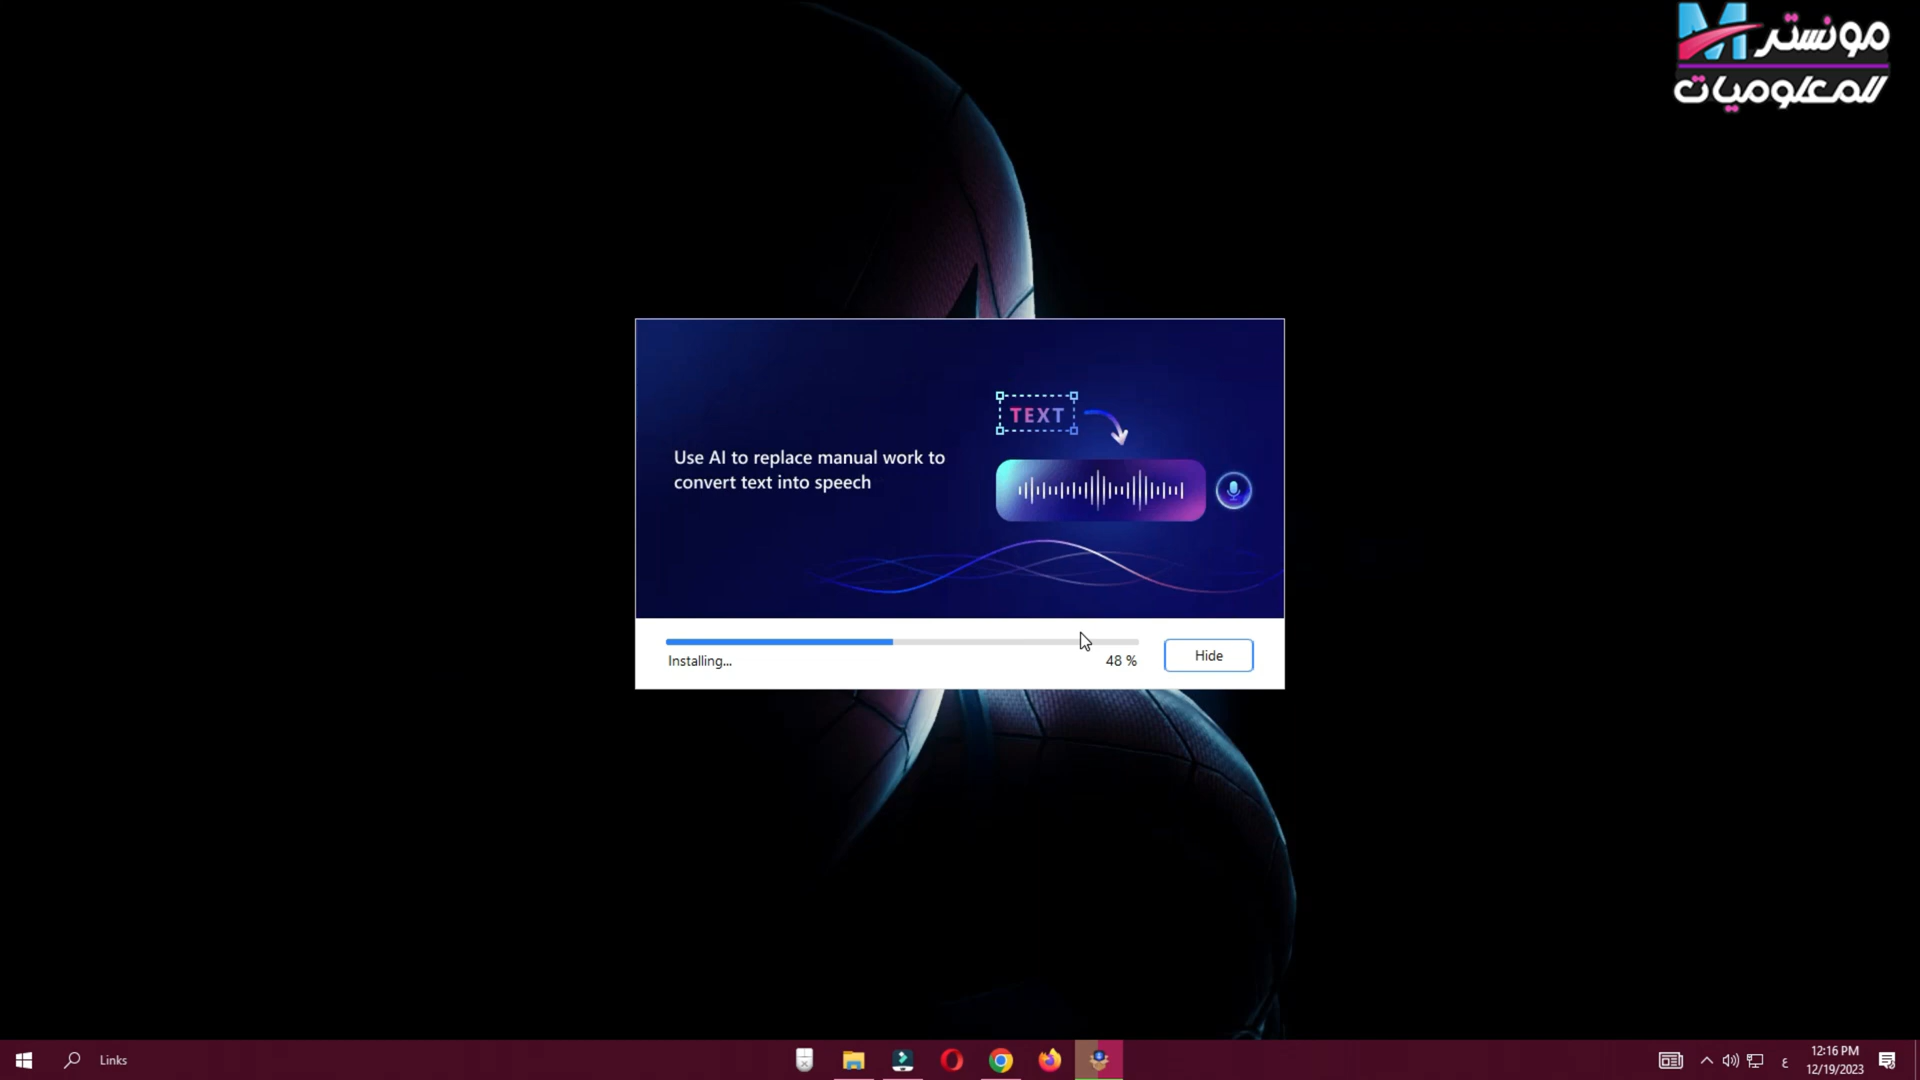 مونستر
للمعلوميات
TEXT
Use AI to replace manual work to
convert text into speech
Installing...
48 %
Hide
Links
ع
12:16 PM
12/19/2023